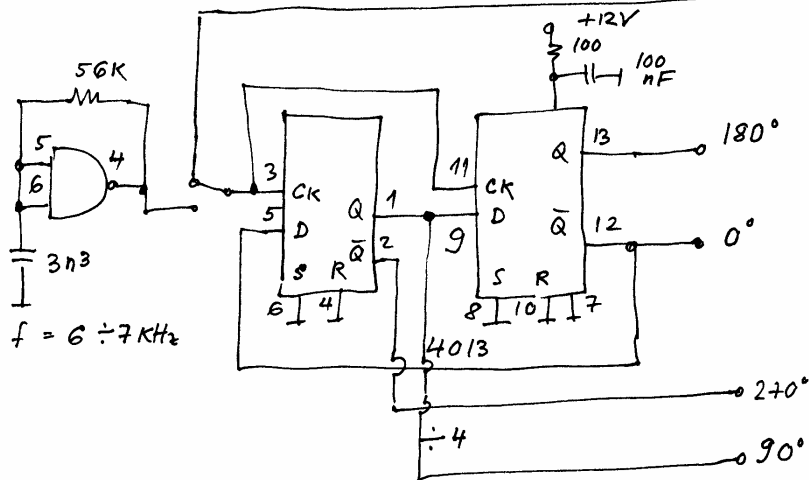 +12V
100
100
nF
56K
5
4
6
3n3
f = 6 ÷ 7 KHz
3
CK
5
D
Q
1
Q̅
2
S
R
6
4
11
CK
D
9
Q
13
180°
Q̅
12
0°
S
R
8
10
7
4013
270°
÷ 4
90°